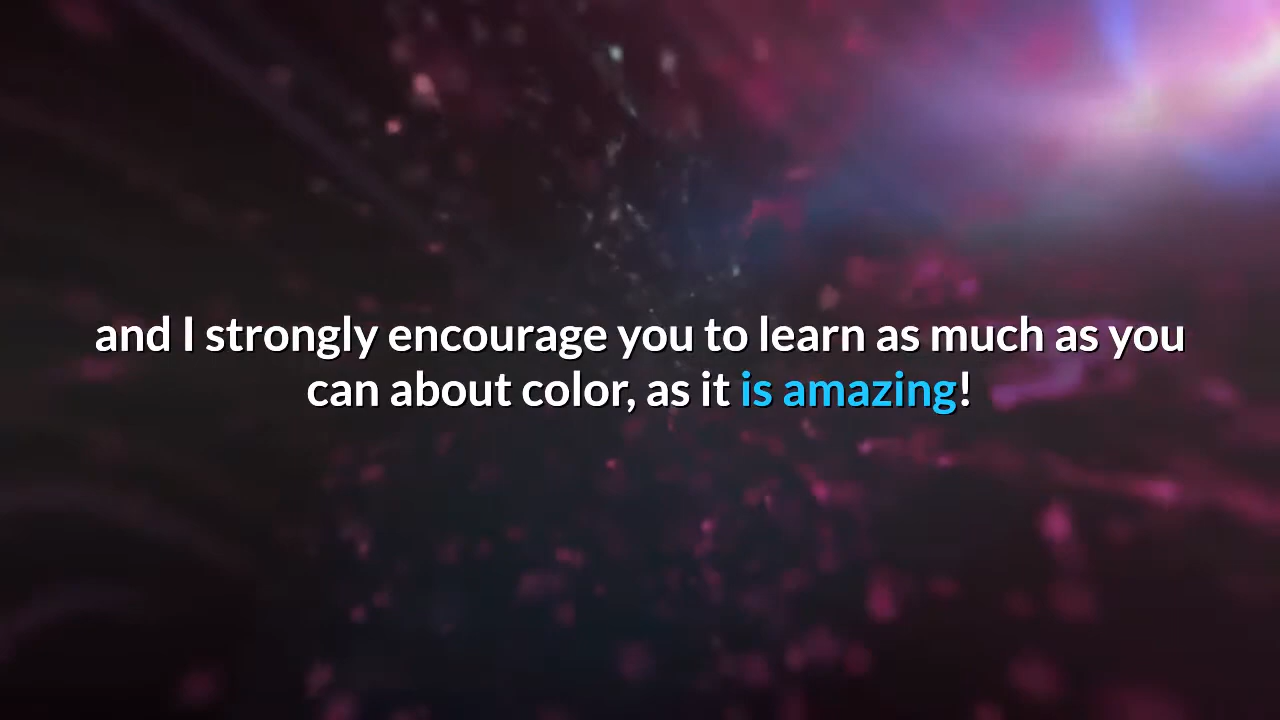 and I strongly encourage you to learn as much as you
can about color, as it is amazing!